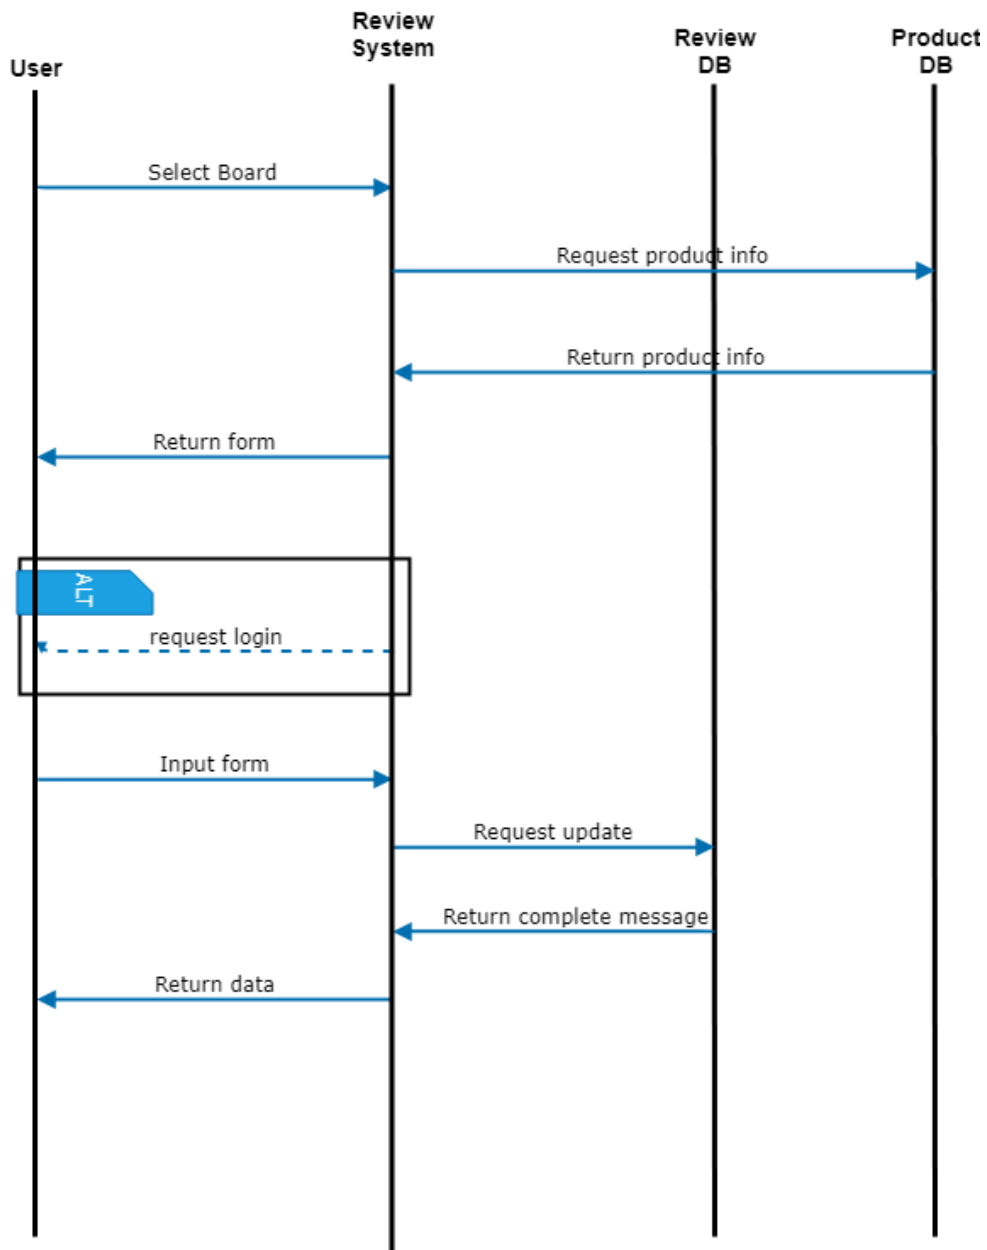 User
Review
System
Review
DB
Product
DB
Select Board
Request product info
Return product info
Return form
ALT
request login
Input form
Request update
Return complete message
Return data